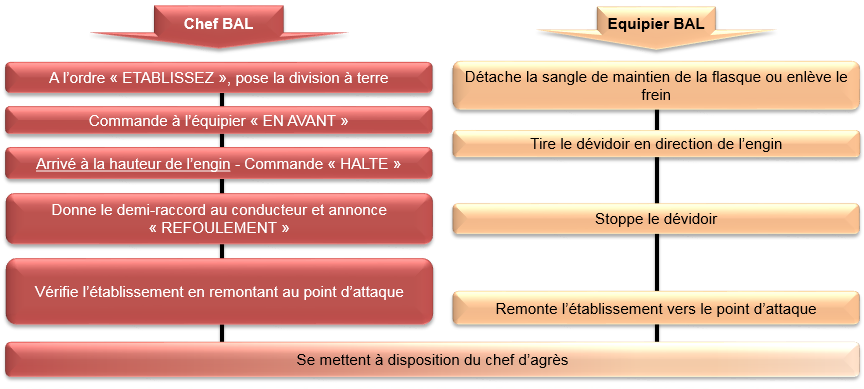 Chef BAL
A l’ordre « ETABLISSEZ », pose la division à terre
Commande à l’équipier « EN AVANT »
Arrivé à la hauteur de l’engin - Commande « HALTE »
Donne le demi-raccord au conducteur et annonce
« REFOULEMENT »
Vérifie l’établissement en remontant au point d’attaque
Equipier BAL
Détache la sangle de maintien de la flasque ou enlève le
frein
Tire le dévidoir en direction de l’engin
Stoppe le dévidoir
Remonte l’établissement vers le point d’attaque
Se mettent à disposition du chef d’agrès